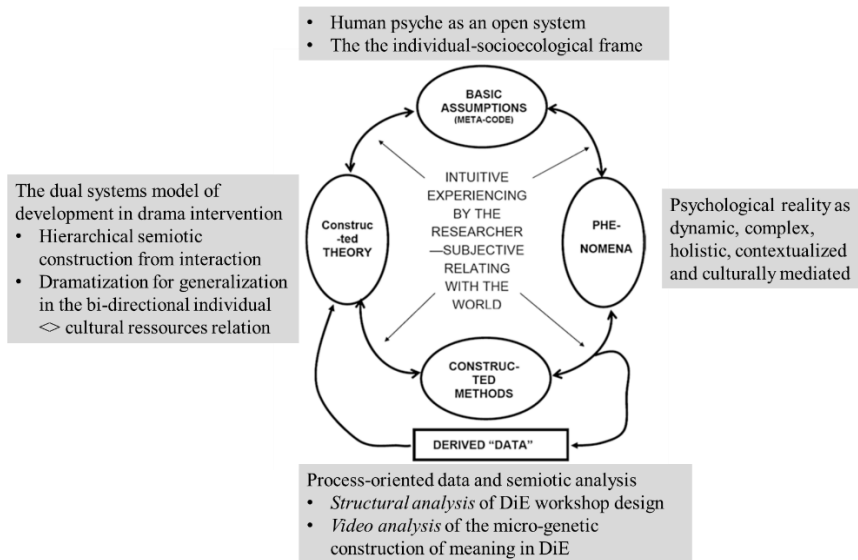 • Human psyche as an open system
• The the individual-socioecological frame
BASIC
ASSUMPTIONS
(META-CODE)
The dual systems model of
development in drama intervention
• Hierarchical semiotic
construction from interaction
• Dramatization for generalization
in the bi-directional individual
<> cultural ressources relation
Construc
-ted
THEORY
INTUITIVE
EXPERIENCING
BY THE
RESEARCHER
—SUBJECTIVE
RELATING
WITH THE
WORLD
PHE-
NOMENA
Psychological reality as
dynamic, complex,
holistic, contextualized
and culturally mediated
CONSTRUC-
TED
METHODS
DERIVED "DATA"
Process-oriented data and semiotic analysis
• Structural analysis of DiE workshop design
• Video analysis of the micro-genetic
construction of meaning in DiE